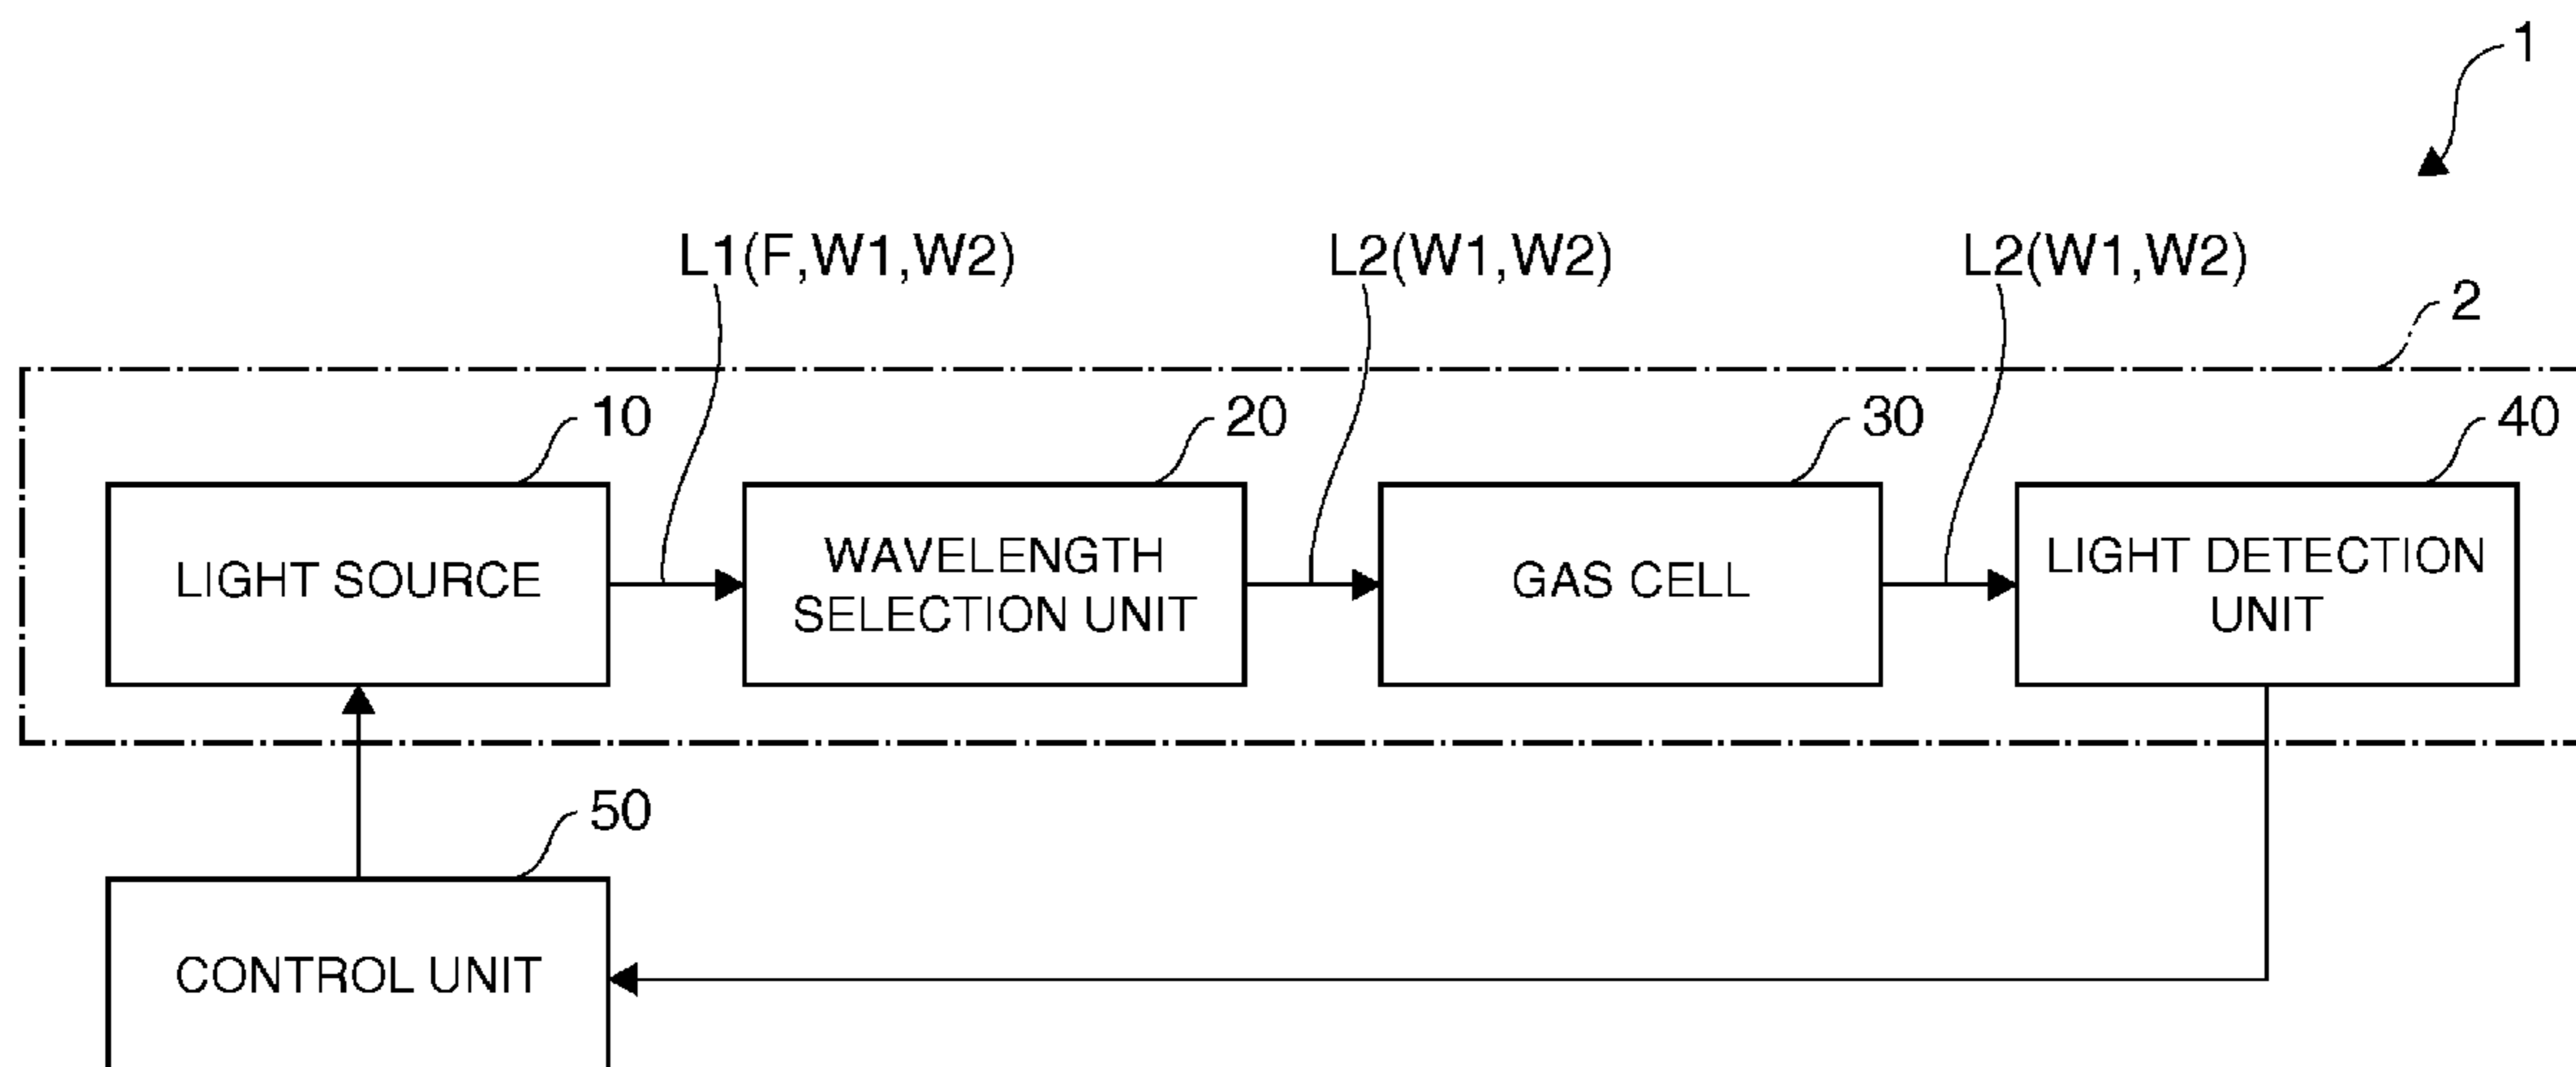 1
L1(F,W1,W2)
L2(W1,W2)
L2(W1,W2)
2
10
20
30
40
LIGHT SOURCE
WAVELENGTH
SELECTION UNIT
GAS CELL
LIGHT DETECTION
UNIT
50
CONTROL UNIT